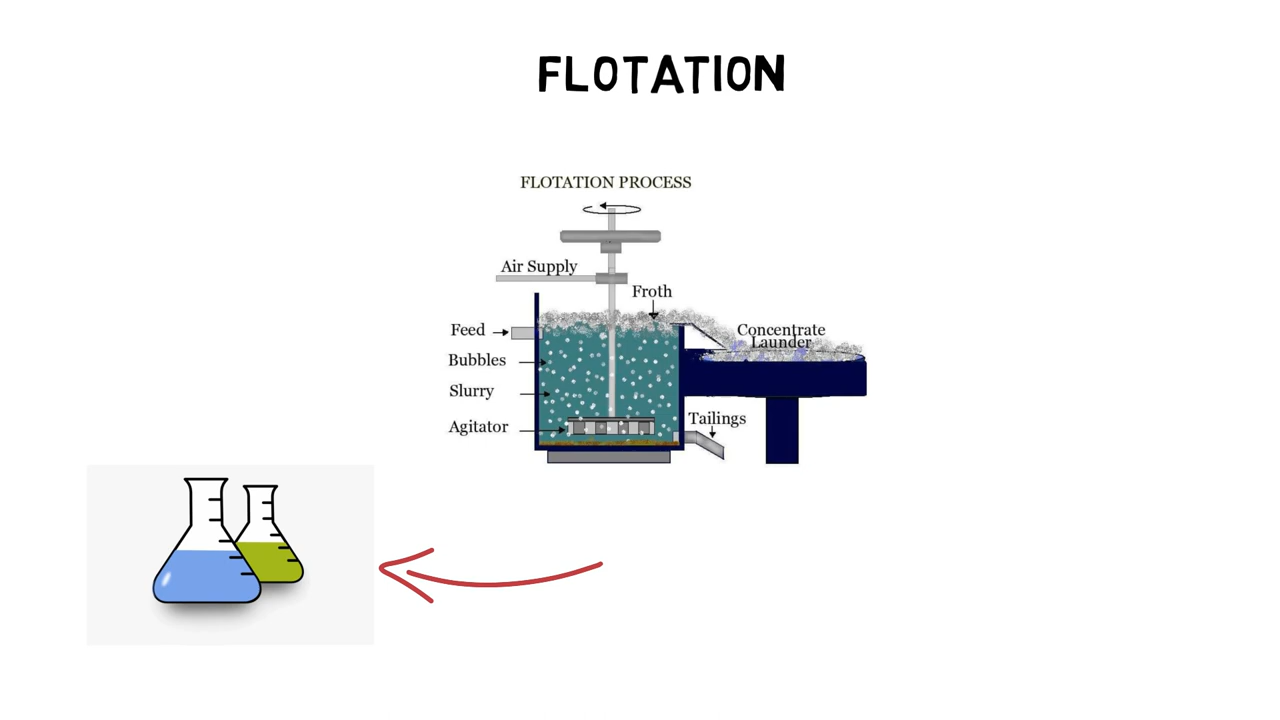 FLOTATION
FLOTATION PROCESS
Air Supply
Froth
Feed
Concentrate
Launder
Bubbles
Slurry
Tailings
Agitator